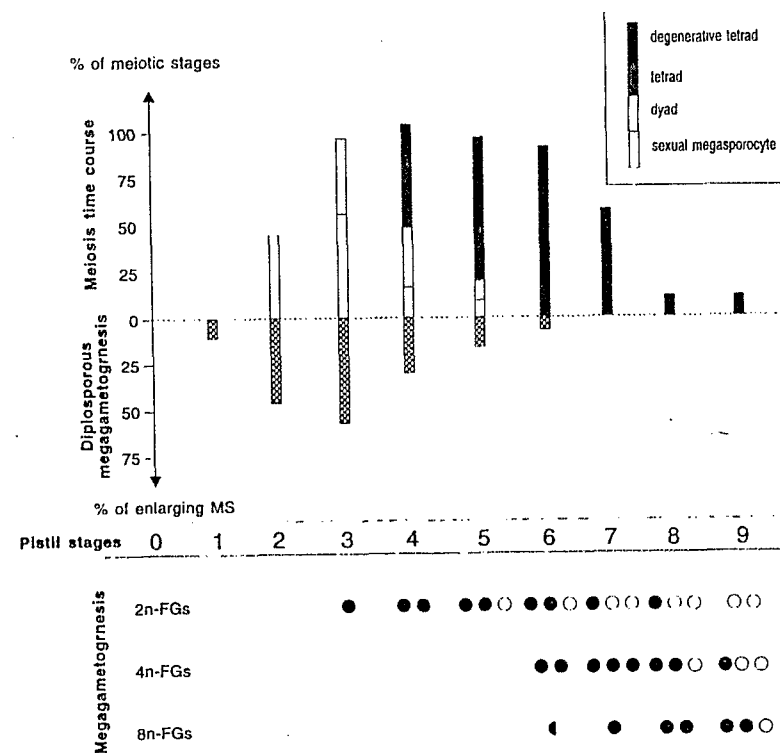 % of meiotic stages
degenerative tetrad
tetrad
dyad
sexual megasporocyte
Meiosis time course
100
75
50
25
0
25
50
75
Diplosporous
megagametogrnesis
% of enlarging MS
Pistil stages 0 1 2 3 4 5 6 7 8 9
Megagametogrnesis
2n-FGs
4n-FGs
8n-FGs